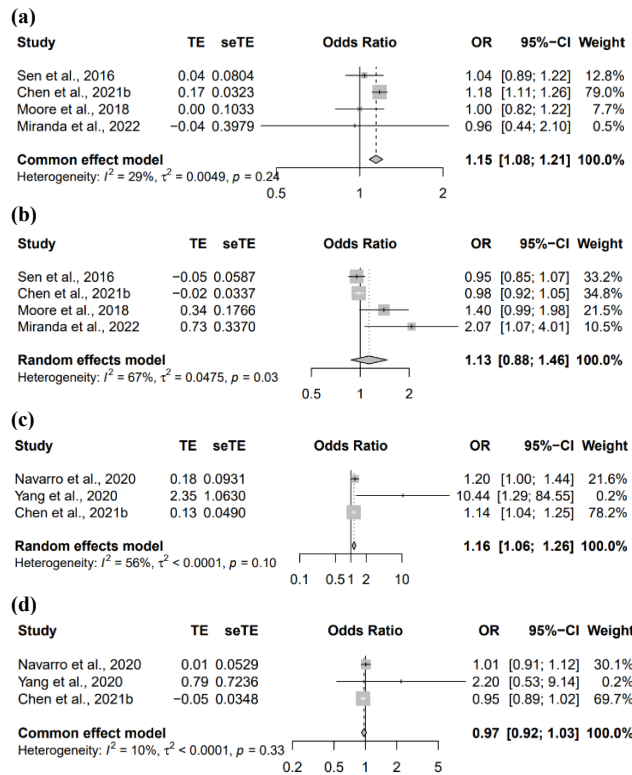 (a)
Study TE seTE Odds Ratio OR 95%−CI Weight
Sen et al., 2016 0.04 0.0804 1.04 [0.89; 1.22] 12.8%
Chen et al., 2021b 0.17 0.0323 1.18 [1.11; 1.26] 79.0%
Moore et al., 2018 0.00 0.1033 1.00 [0.82; 1.22] 7.7%
Miranda et al., 2022 −0.04 0.3979 0.96 [0.44; 2.10] 0.5%
Common effect model 1.15 [1.08; 1.21] 100.0%
Heterogeneity: I² = 29%, τ² = 0.0049, p = 0.24
0.5 1 2
(b)
Study TE seTE Odds Ratio OR 95%−CI Weight
Sen et al., 2016 −0.05 0.0587 0.95 [0.85; 1.07] 33.2%
Chen et al., 2021b −0.02 0.0337 0.98 [0.92; 1.05] 34.8%
Moore et al., 2018 0.34 0.1766 1.40 [0.99; 1.98] 21.5%
Miranda et al., 2022 0.73 0.3370 2.07 [1.07; 4.01] 10.5%
Random effects model 1.13 [0.88; 1.46] 100.0%
Heterogeneity: I² = 67%, τ² = 0.0475, p = 0.03
0.5 1 2
(c)
Study TE seTE Odds Ratio OR 95%−CI Weight
Navarro et al., 2020 0.18 0.0931 1.20 [1.00; 1.44] 21.6%
Yang et al., 2020 2.35 1.0630 10.44 [1.29; 84.55] 0.2%
Chen et al., 2021b 0.13 0.0490 1.14 [1.04; 1.25] 78.2%
Random effects model 1.16 [1.06; 1.26] 100.0%
Heterogeneity: I² = 56%, τ² < 0.0001, p = 0.10
0.1 0.5 1 2 10
(d)
Study TE seTE Odds Ratio OR 95%−CI Weight
Navarro et al., 2020 0.01 0.0529 1.01 [0.91; 1.12] 30.1%
Yang et al., 2020 0.79 0.7236 2.20 [0.53; 9.14] 0.2%
Chen et al., 2021b −0.05 0.0348 0.95 [0.89; 1.02] 69.7%
Common effect model 0.97 [0.92; 1.03] 100.0%
Heterogeneity: I² = 10%, τ² < 0.0001, p = 0.33
0.2 0.5 1 2 5